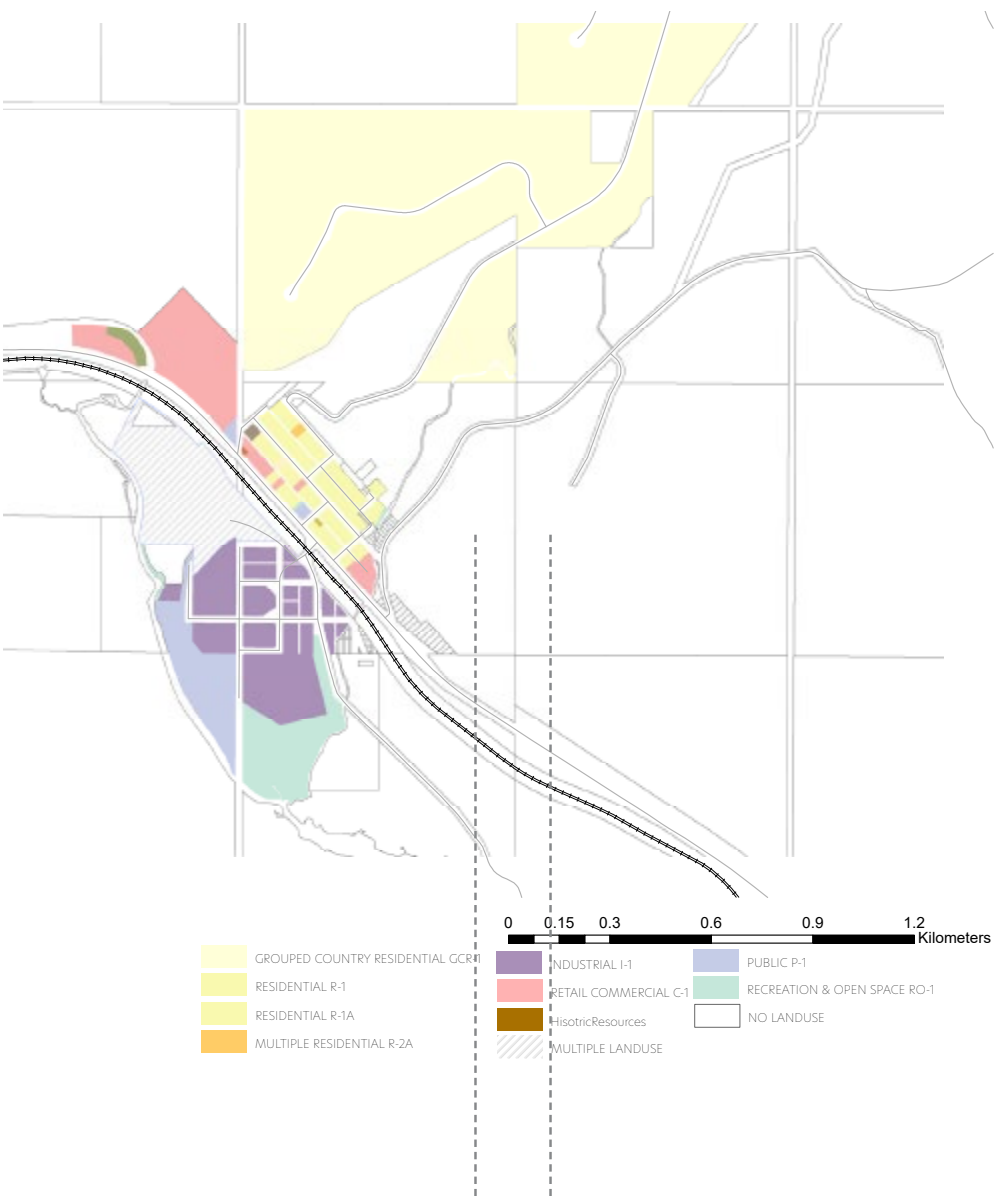 0 0.15 0.3 0.6 0.9 1.2
Kilometers
GROUPED COUNTRY RESIDENTIAL GCR-1
RESIDENTIAL R-1
RESIDENTIAL R-1A
MULTIPLE RESIDENTIAL R-2A
INDUSTRIAL I-1
RETAIL COMMERCIAL C-1
HisotricResources
MULTIPLE LANDUSE
PUBLIC P-1
RECREATION & OPEN SPACE RO-1
NO LANDUSE